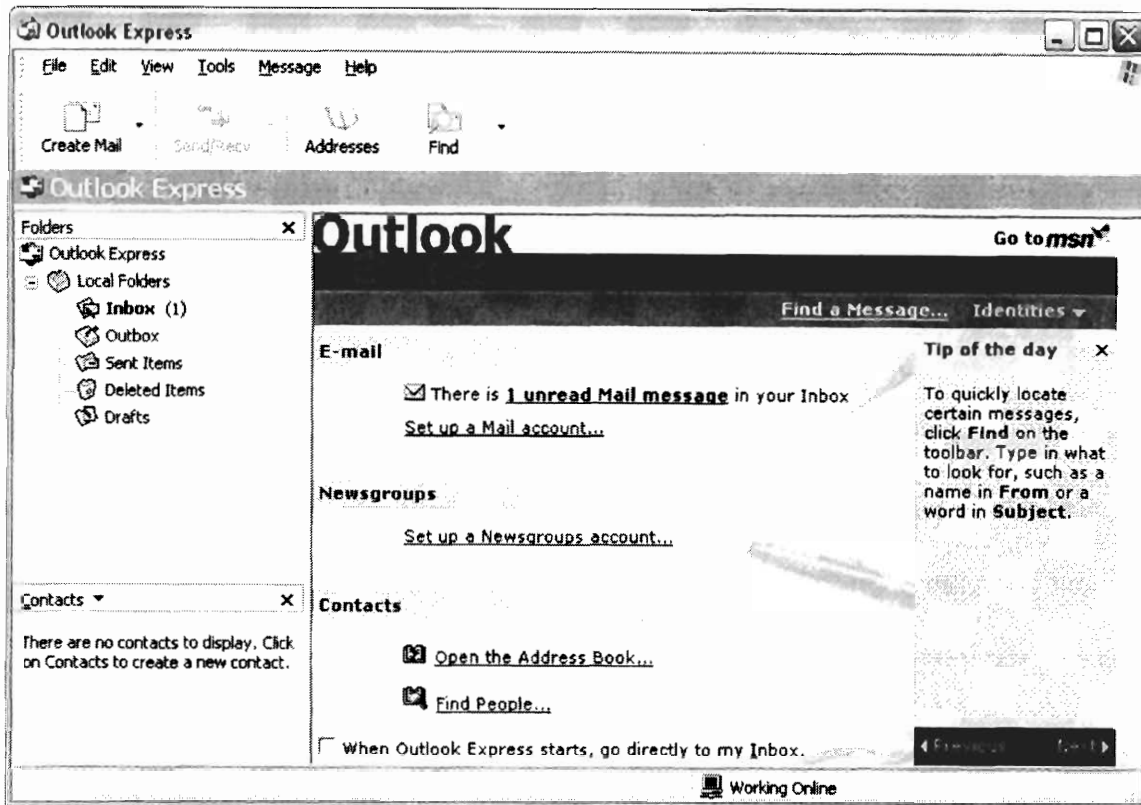 Outlook Express
File Edit View Tools Message Help
Create Mail Send/Recv Addresses Find
Outlook Express
Folders
Outlook Express
Local Folders
Inbox (1)
Outbox
Sent Items
Deleted Items
Drafts
Contacts
There are no contacts to display. Click
on Contacts to create a new contact.
Outlook
Go to msn
Find a Message... Identities
E-mail
There is 1 unread Mail message in your Inbox
Set up a Mail account...
Newsgroups
Set up a Newsgroups account...
Contacts
Open the Address Book...
Find People...
When Outlook Express starts, go directly to my Inbox.
Tip of the day
To quickly locate
certain messages,
click Find on the
toolbar. Type in what
to look for, such as a
name in From or a
word in Subject.
Previous Next
Working Online